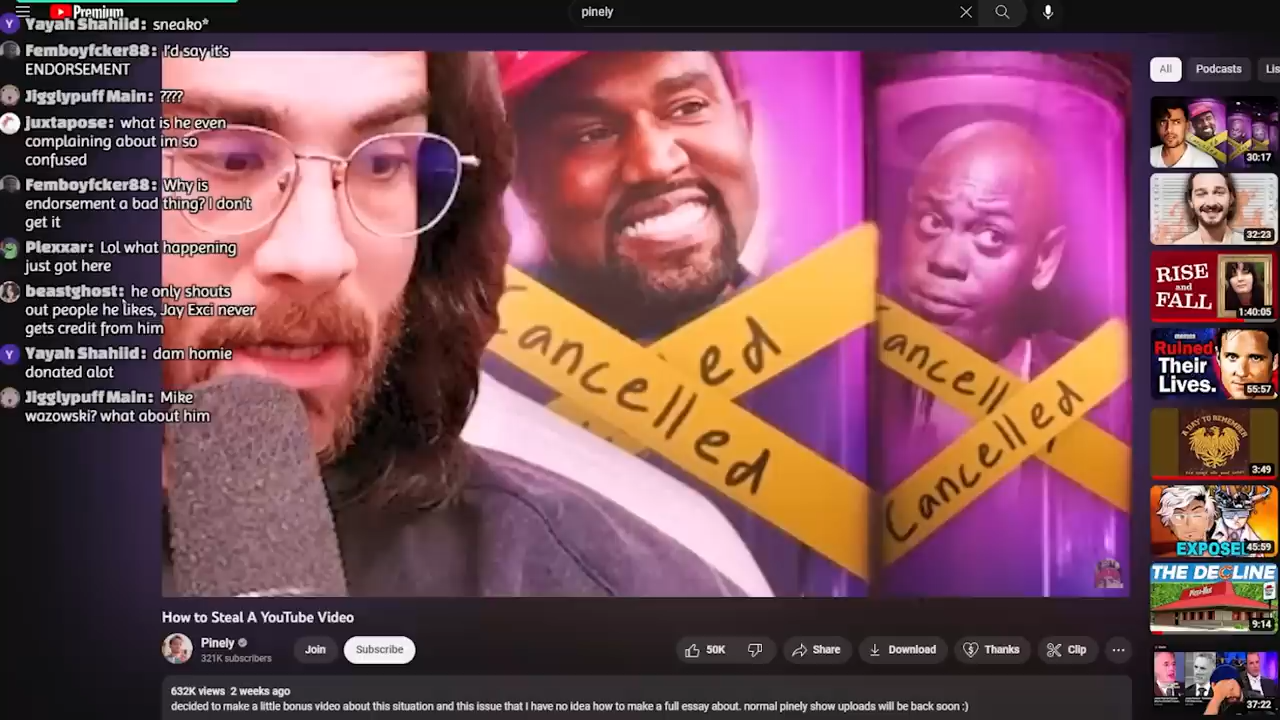 Premium
pinely
Yayah Shahiid: sneako*
Femboyfcker88: I'd say it's
ENDORSEMENT
Jigglypuff Main: ????
juxtapose: what is he even
complaining about im so
confused
Femboyfcker88: Why is
endorsement a bad thing? I don't
get it
Plexxar: Lol what happening
just got here
beastghost: he only shouts
out people he likes, Jay Exci never
gets credit from him
Yayah Shahiid: dam homie
donated alot
Jigglypuff Main: Mike
wazowski? what about him
Cancelled
Cancelled
Cancelled
How to Steal A YouTube Video
Pinely
321K subscribers
Join
Subscribe
50K
Share
Download
Thanks
Clip
632K views 2 weeks ago
decided to make a little bonus video about this situation and this issue that I have no idea how to make a full essay about. normal pinely show uploads will be back soon :)
All
Podcasts
Lis
30:17
32:23
RISE
and
FALL
1:40:05
Ruined
Their
Lives.
55:57
A DAY TO REMEMBER
3:49
EXPOSE
45:59
THE DECLINE
9:14
37:22